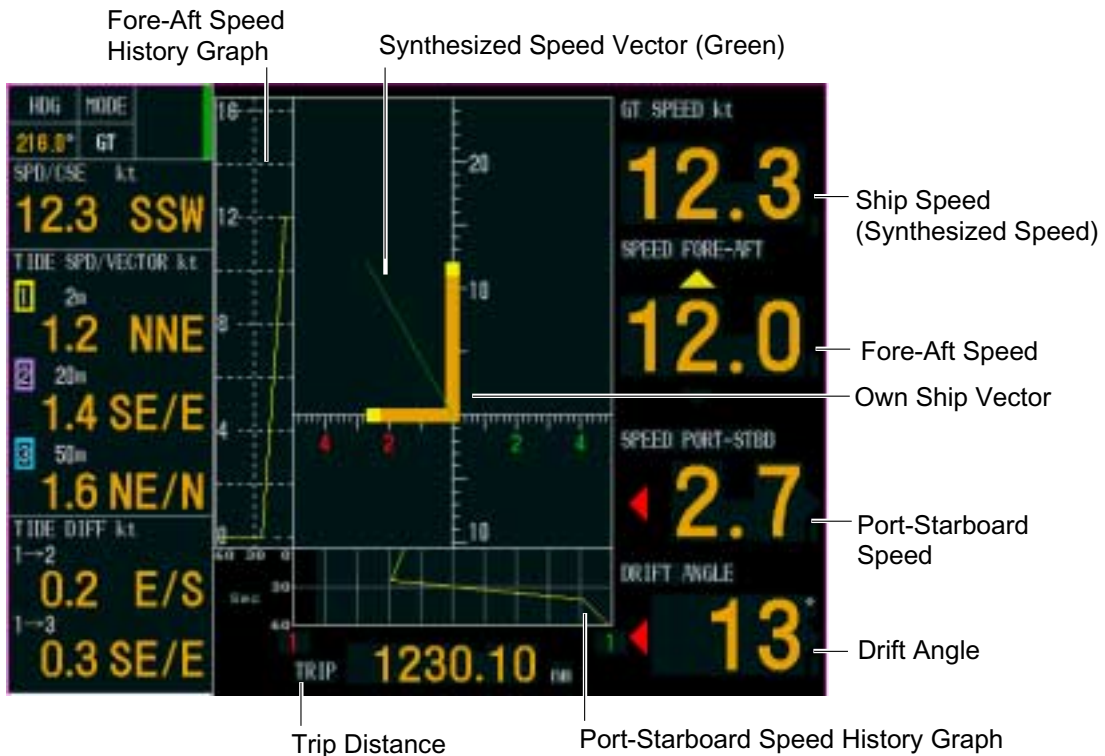 Fore-Aft Speed
History Graph
Synthesized Speed Vector (Green)
HDG MODE
216.0° GT
SPD/CSE kt
12.3 SSW
TIDE SPD/VECTOR kt
1 2m
1.2 NNE
2 20m
1.4 SE/E
3 50m
1.6 NE/N
TIDE DIFF kt
1→2
0.2 E/S
1→3
0.3 SE/E
16
12
8
4
0
60 30 0
20
10
4 2 2 4
10
Sec
30
60
1 1
TRIP 1230.10 nm
GT SPEED kt
12.3
SPEED FORE-AFT
12.0
SPEED PORT-STBD
2.7
DRIFT ANGLE
13°
Ship Speed
(Synthesized Speed)
Fore-Aft Speed
Own Ship Vector
Port-Starboard
Speed
Drift Angle
Trip Distance
Port-Starboard Speed History Graph